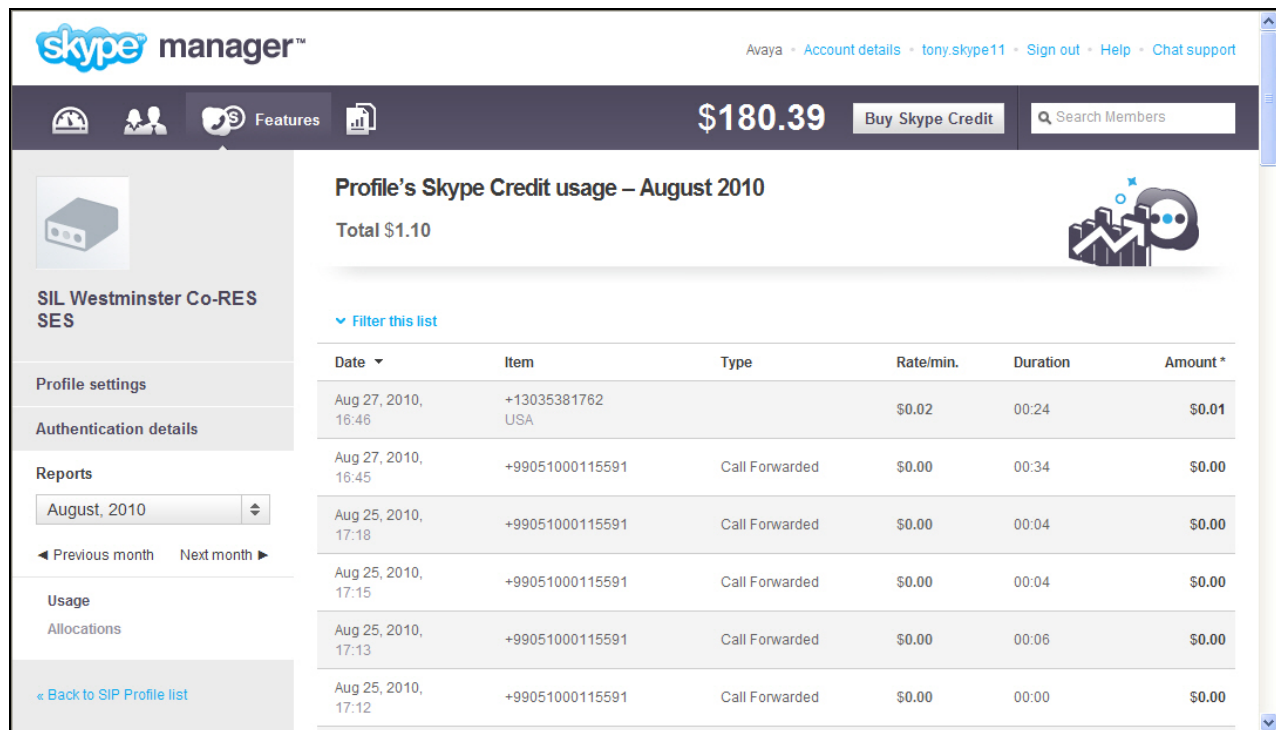 skype manager™
Avaya • Account details • tony.skype11 • Sign out • Help • Chat support
Features
$180.39
Buy Skype Credit
Search Members
SIL Westminster Co-RES
SES
Profile settings
Authentication details
Reports
August, 2010
◄ Previous month Next month ►
Usage
Allocations
« Back to SIP Profile list
Profile's Skype Credit usage – August 2010
Total $1.10
Filter this list
Date Item Type Rate/min. Duration Amount *
Aug 27, 2010, +13035381762 $0.02 00:24 $0.01
16:46 USA
Aug 27, 2010, +99051000115591 Call Forwarded $0.00 00:34 $0.00
16:45
Aug 25, 2010, +99051000115591 Call Forwarded $0.00 00:04 $0.00
17:18
Aug 25, 2010, +99051000115591 Call Forwarded $0.00 00:04 $0.00
17:15
Aug 25, 2010, +99051000115591 Call Forwarded $0.00 00:06 $0.00
17:13
Aug 25, 2010, +99051000115591 Call Forwarded $0.00 00:00 $0.00
17:12